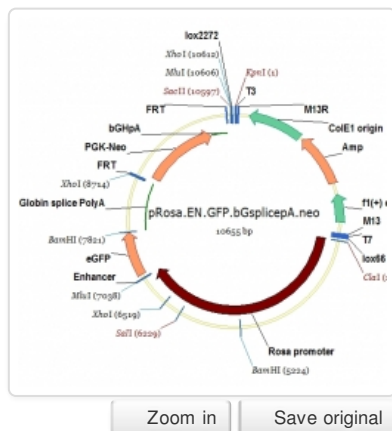 lox2272
XhoI (10612)
MluI (10606)
KpnI (1)
SacII (10597)
T3
FRT
M13R
bGHpA
ColE1 origin
PGK-Neo
Amp
FRT
XhoI (8714)
Globin splice PolyA
f1(+)
pRosa.EN.GFP.bGsplicepA.neo
M13
10655 bp
T7
BamHI (7821)
lox66
eGFP
ClaI
Enhancer
MluI (7038)
XhoI (6519)
SalI (6229)
Rosa promoter
BamHI (5224)
Zoom in
Save original